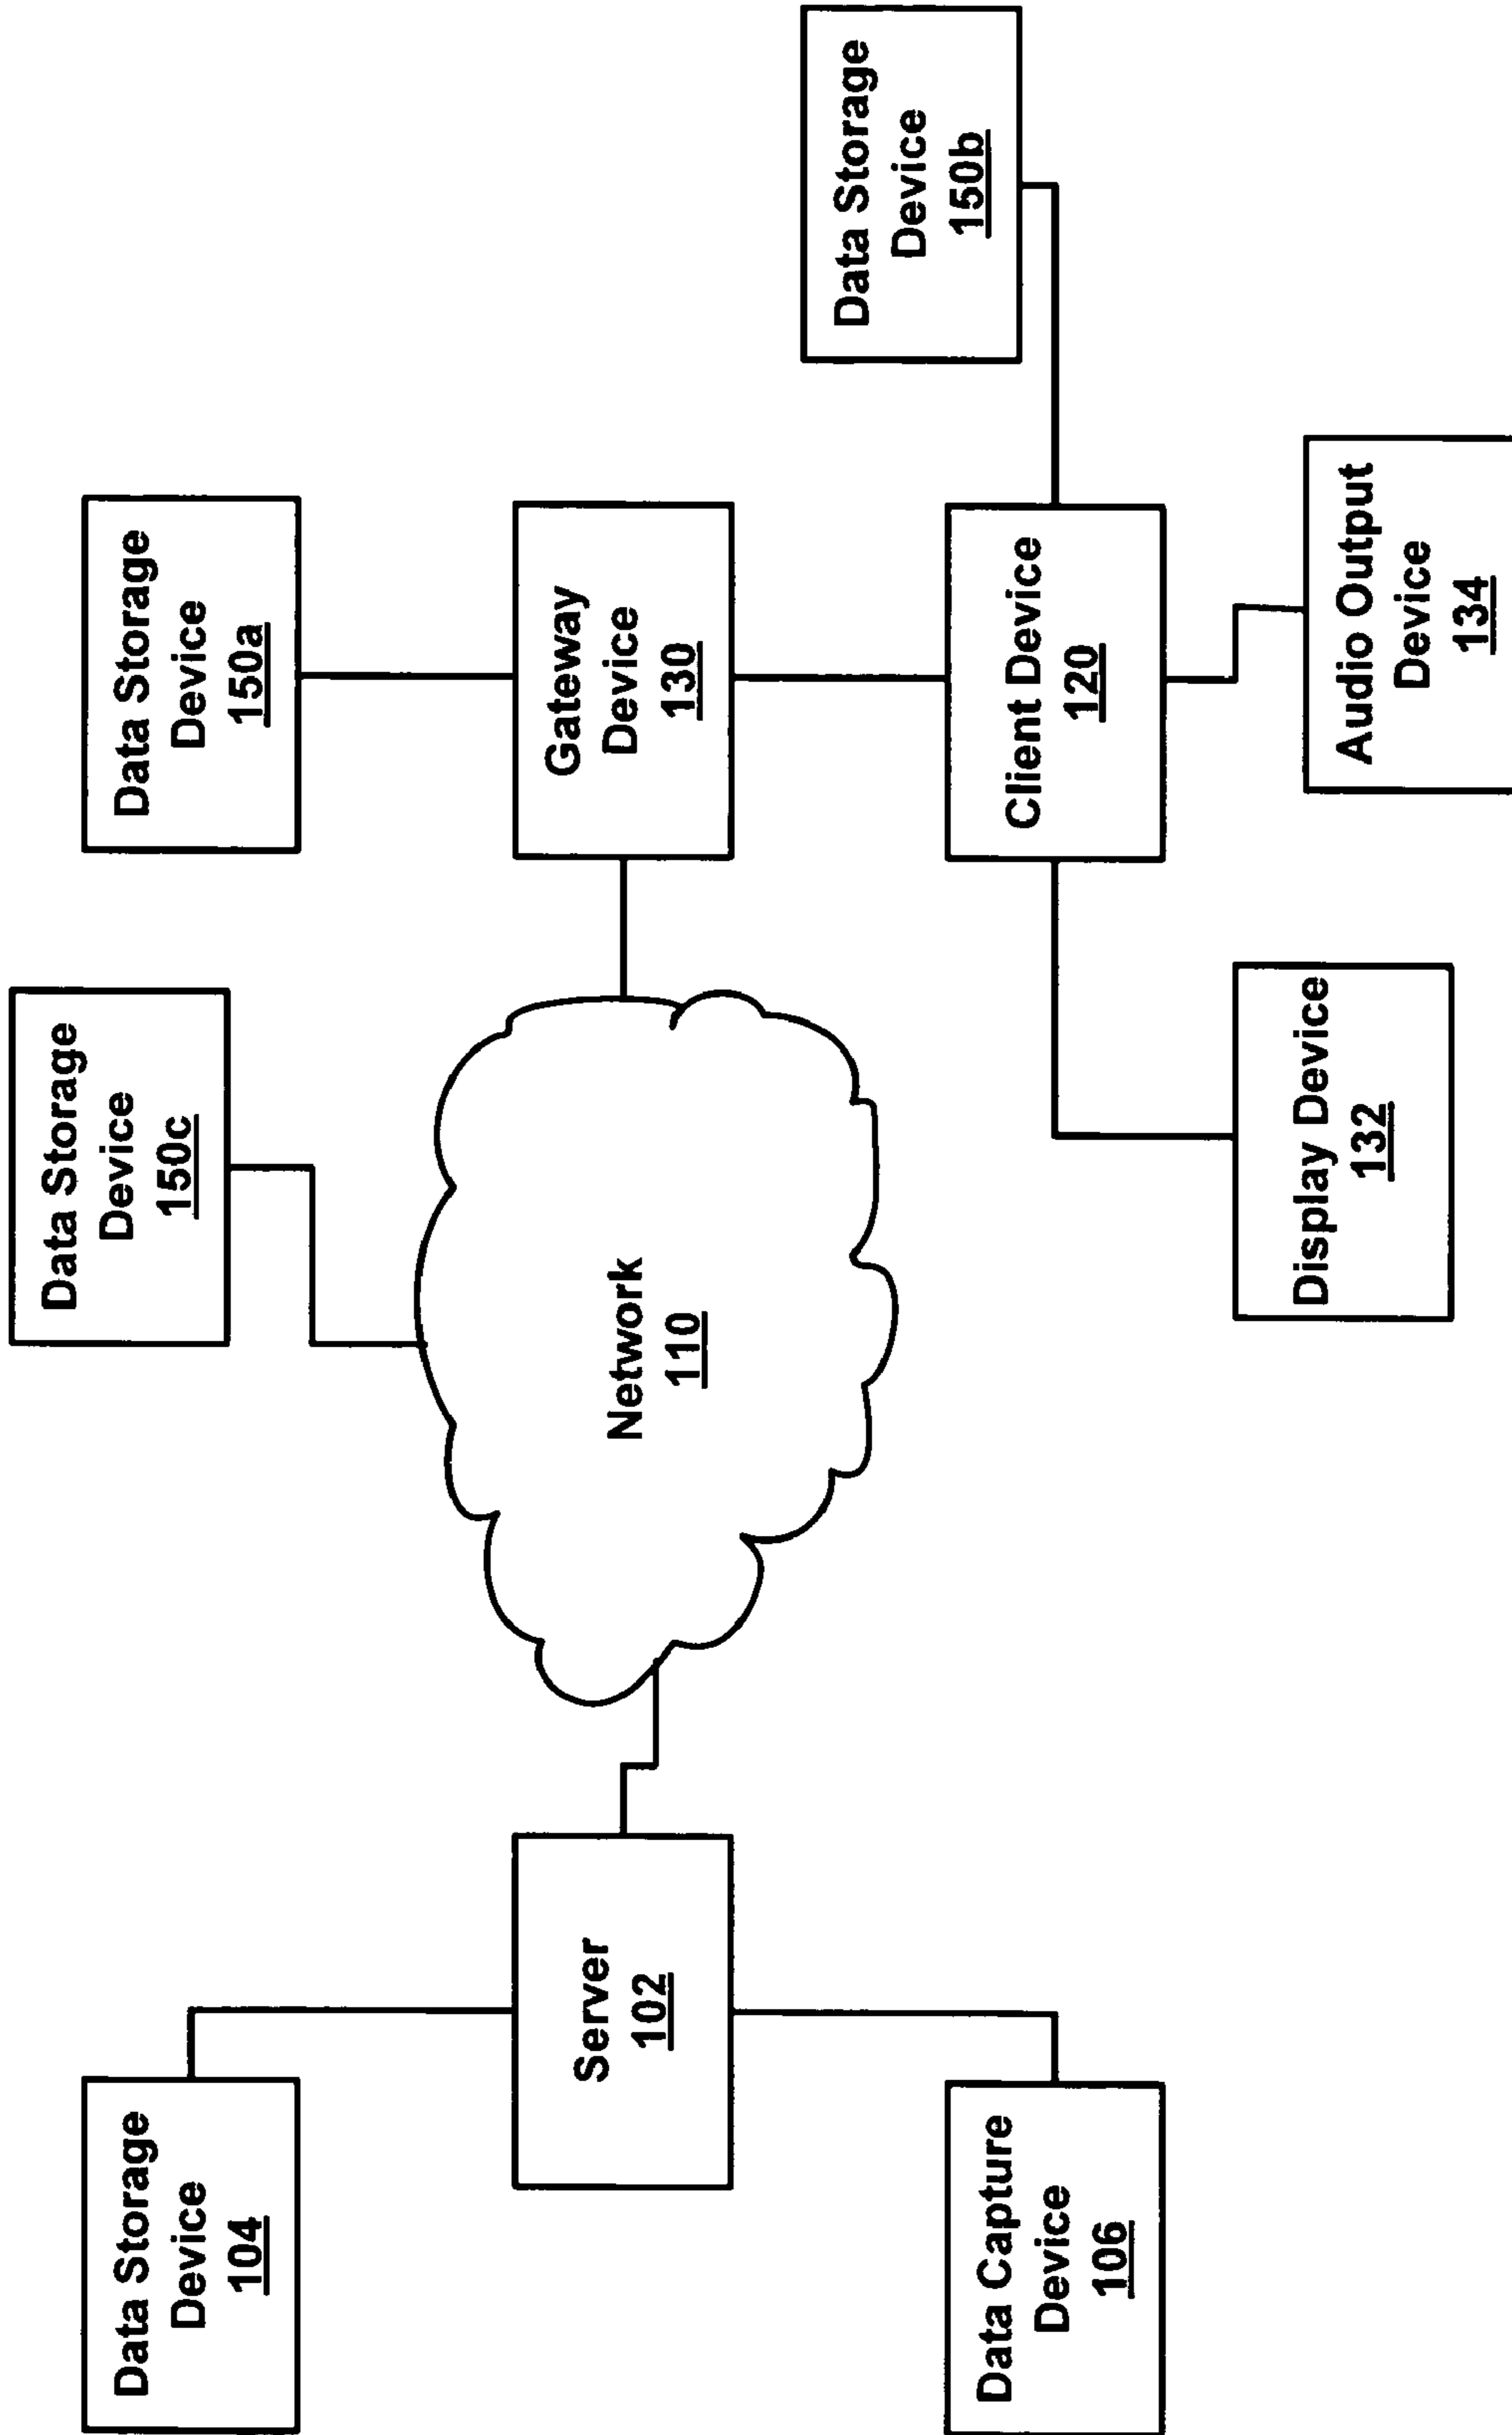 Data Storage
Device
104
Server
102
Data Capture
Device
106
Data Storage
Device
150c
Network
110
Data Storage
Device
150a
Gateway
Device
130
Client Device
120
Data Storage
Device
150b
Display Device
132
Audio Output
Device
134